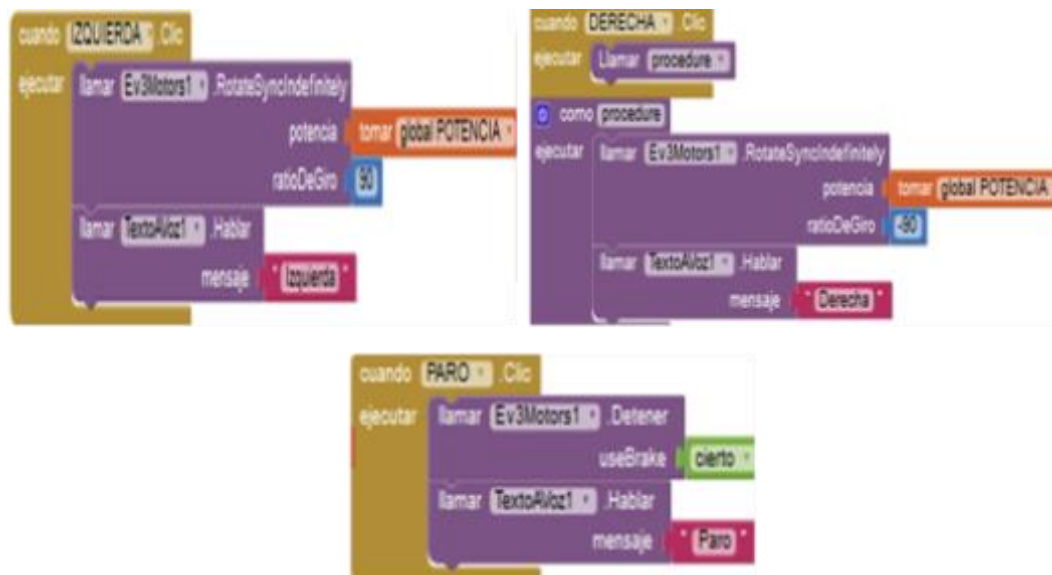 cuando IZQUIERDA .Clic
ejecutar llamar Ev3Motors1 .RotateSyncIndefinitely
potencia tomar global POTENCIA
ratioDeGiro 90
llamar TextoAVoz1 .Hablar
mensaje " Izquierda "
cuando DERECHA .Clic
ejecutar Llamar procedure
como procedure
ejecutar llamar Ev3Motors1 .RotateSyncIndefinitely
potencia tomar global POTENCIA
ratioDeGiro -90
llamar TextoAVoz1 .Hablar
mensaje " Derecha "
cuando PARO .Clic
ejecutar llamar Ev3Motors1 .Detener
useBrake cierto
llamar TextoAVoz1 .Hablar
mensaje " Paro "